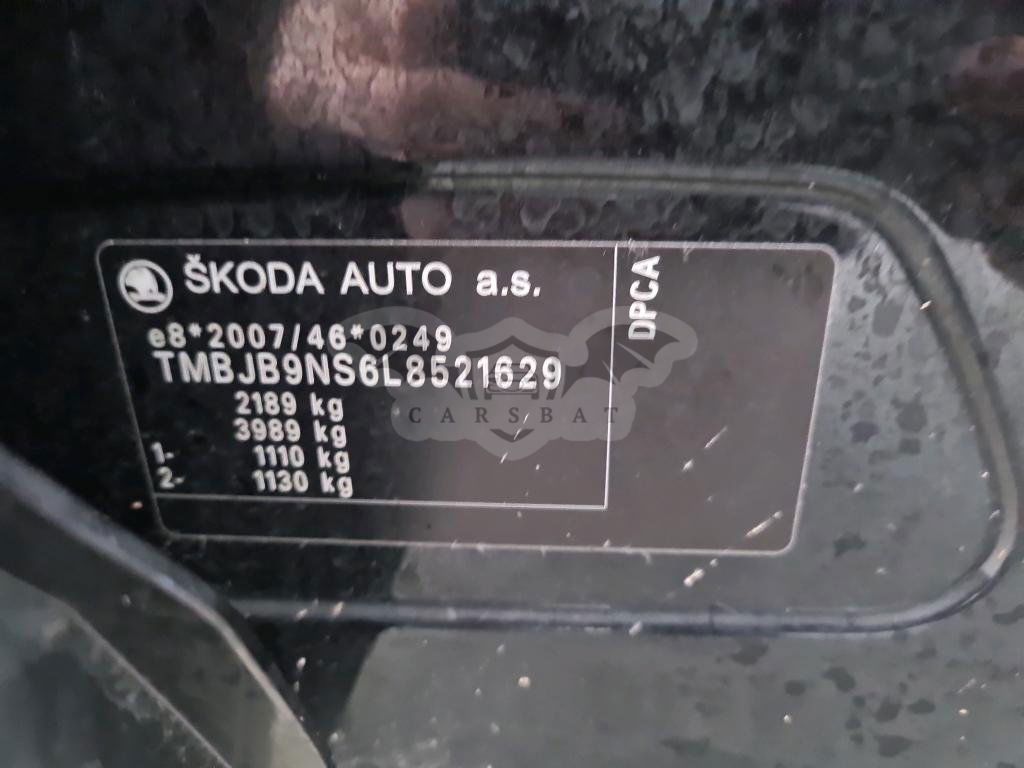 ŠKODA AUTO a.s.
DPCA
e8*2007/46*0249
TMBJB9NS6L8521629
2189 kg
3989 kg
1- 1110 kg
2- 1130 kg
CARSBAT